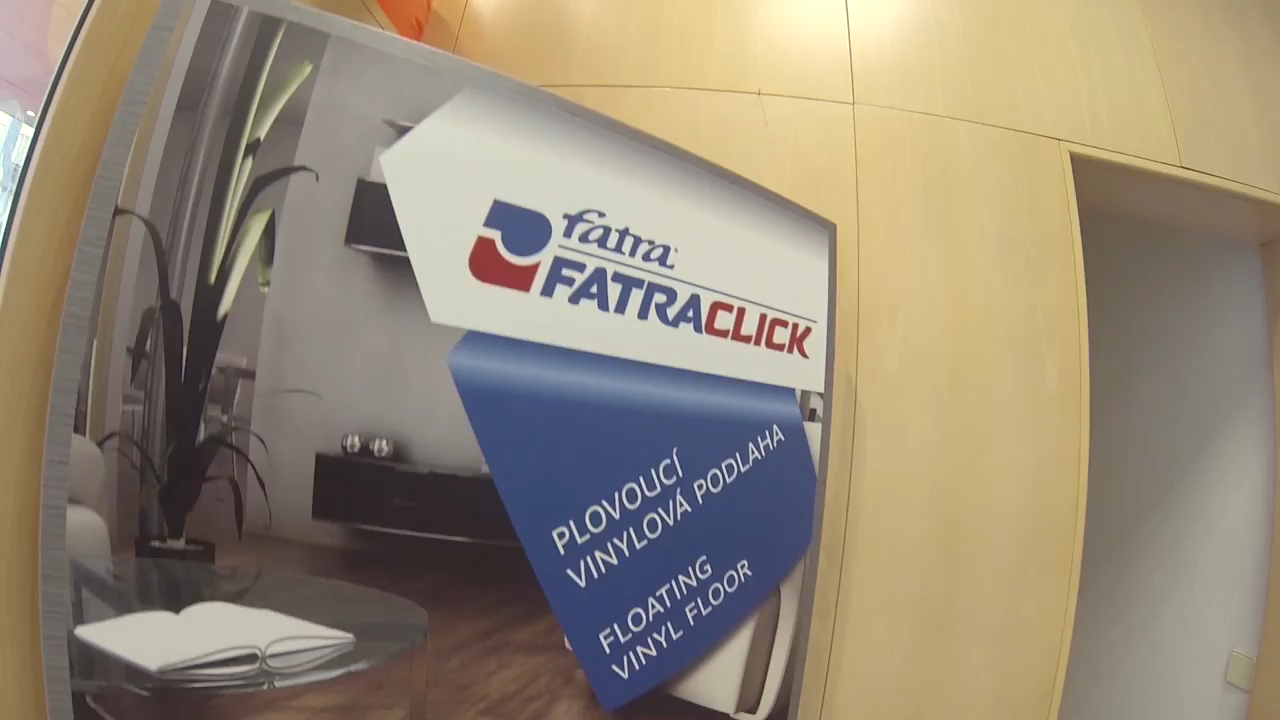 fatra
FATRACLICK
PLOVOUCÍ
VINYLOVÁ PODLAHA
FLOATING
VINYL FLOOR